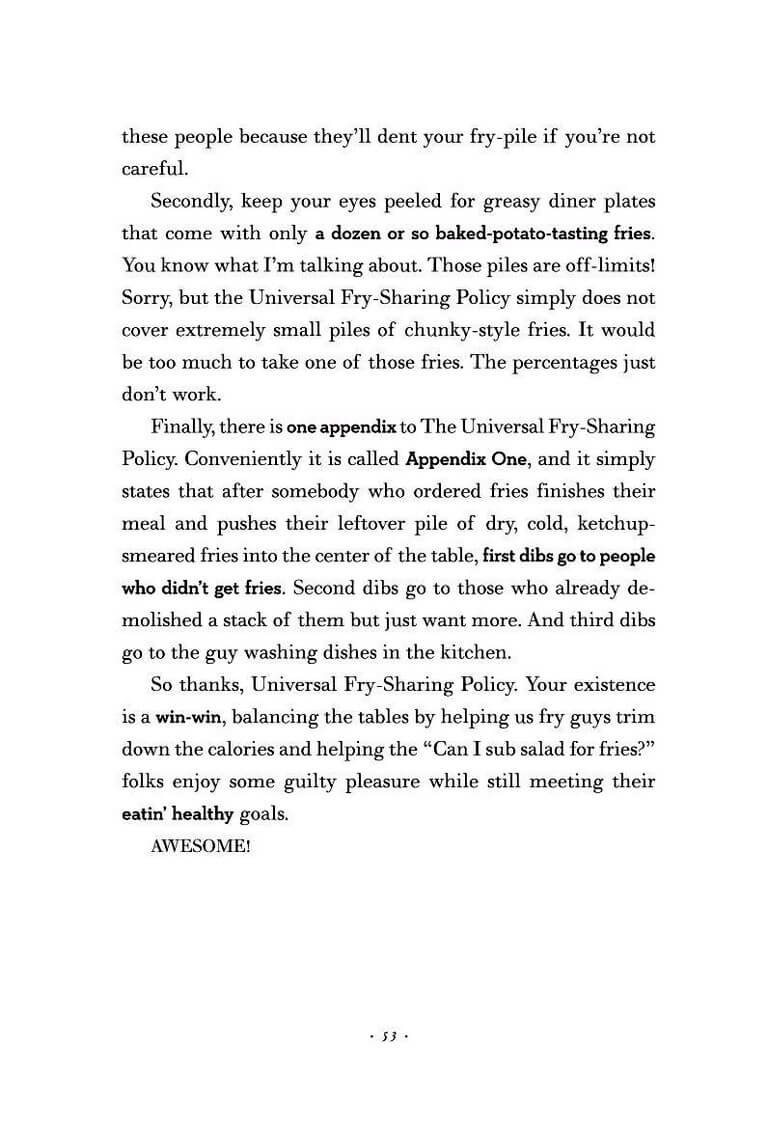 these people because they’ll dent your fry-pile if you’re not
careful.
Secondly, keep your eyes peeled for greasy diner plates
that come with only a dozen or so baked-potato-tasting fries.
You know what I’m talking about. Those piles are off-limits!
Sorry, but the Universal Fry-Sharing Policy simply does not
cover extremely small piles of chunky-style fries. It would
be too much to take one of those fries. The percentages just
don’t work.
Finally, there is one appendix to The Universal Fry-Sharing
Policy. Conveniently it is called Appendix One, and it simply
states that after somebody who ordered fries finishes their
meal and pushes their leftover pile of dry, cold, ketchup-
smeared fries into the center of the table, first dibs go to people
who didn’t get fries. Second dibs go to those who already de-
molished a stack of them but just want more. And third dibs
go to the guy washing dishes in the kitchen.
So thanks, Universal Fry-Sharing Policy. Your existence
is a win-win, balancing the tables by helping us fry guys trim
down the calories and helping the “Can I sub salad for fries?”
folks enjoy some guilty pleasure while still meeting their
eatin’ healthy goals.
AWESOME!
· 53 ·